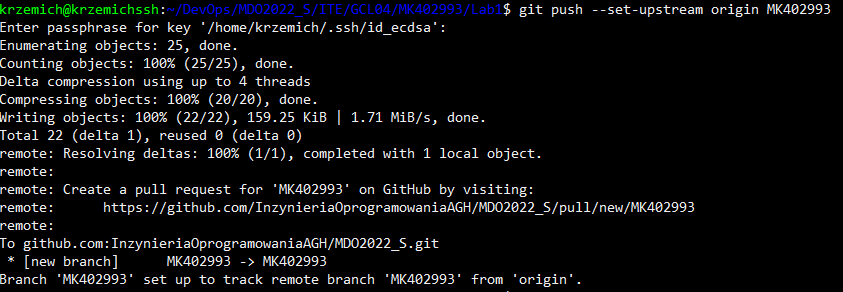 krzemich@krzemichssh:~/DevOps/MDO2022_S/ITE/GCL04/MK402993/Lab1$ git push --set-upstream origin MK402993
Enter passphrase for key '/home/krzemich/.ssh/id_ecdsa':
Enumerating objects: 25, done.
Counting objects: 100% (25/25), done.
Delta compression using up to 4 threads
Compressing objects: 100% (20/20), done.
Writing objects: 100% (22/22), 159.25 KiB | 1.71 MiB/s, done.
Total 22 (delta 1), reused 0 (delta 0)
remote: Resolving deltas: 100% (1/1), completed with 1 local object.
remote:
remote: Create a pull request for 'MK402993' on GitHub by visiting:
remote:      https://github.com/InzynieriaOprogramowaniaAGH/MDO2022_S/pull/new/MK402993
remote:
To github.com:InzynieriaOprogramowaniaAGH/MDO2022_S.git
 * [new branch]      MK402993 -> MK402993
Branch 'MK402993' set up to track remote branch 'MK402993' from 'origin'.